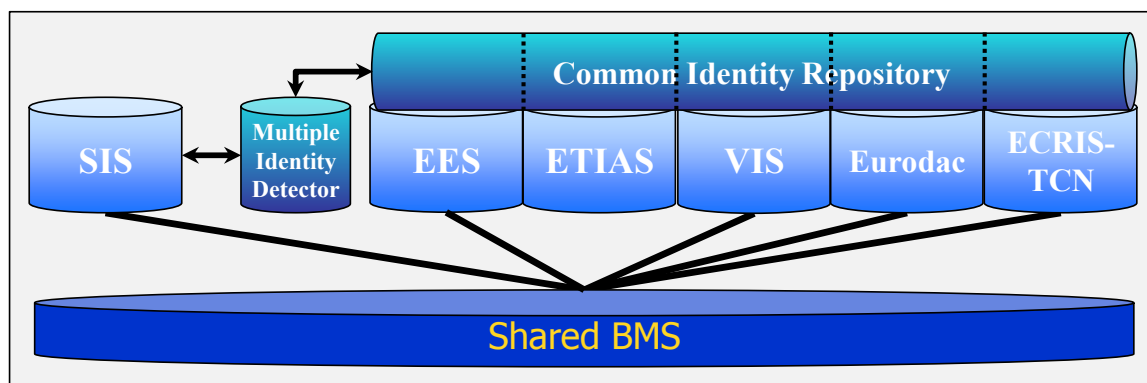 Common Identity Repository
SIS
Multiple
Identity
Detector
EES
ETIAS
VIS
Eurodac
ECRIS-
TCN
Shared BMS